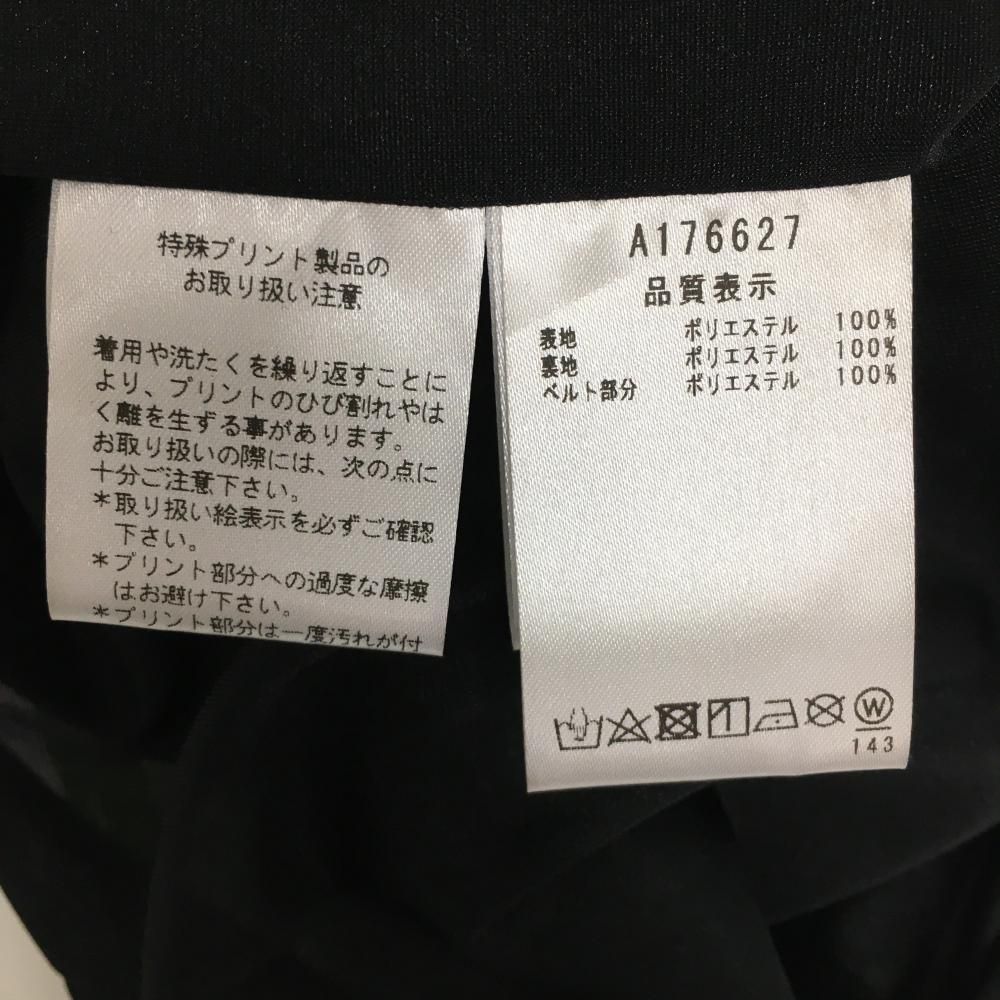 特殊プリント製品の
お取り扱い注意
着用や洗たくを繰り返すことに
より、プリントのひび割れやは
く離を生ずる事があります。
お取り扱いの際には、次の点に
十分ご注意下さい。
*取り扱い絵表示を必ずご確認
下さい。
*プリント部分への過度な摩擦
はお避け下さい。
*プリント部分は一度汚れが付
A176627
品質表示
表地 ポリエステル 100%
裏地 ポリエステル 100%
ベルト部分 ポリエステル 100%
W
143